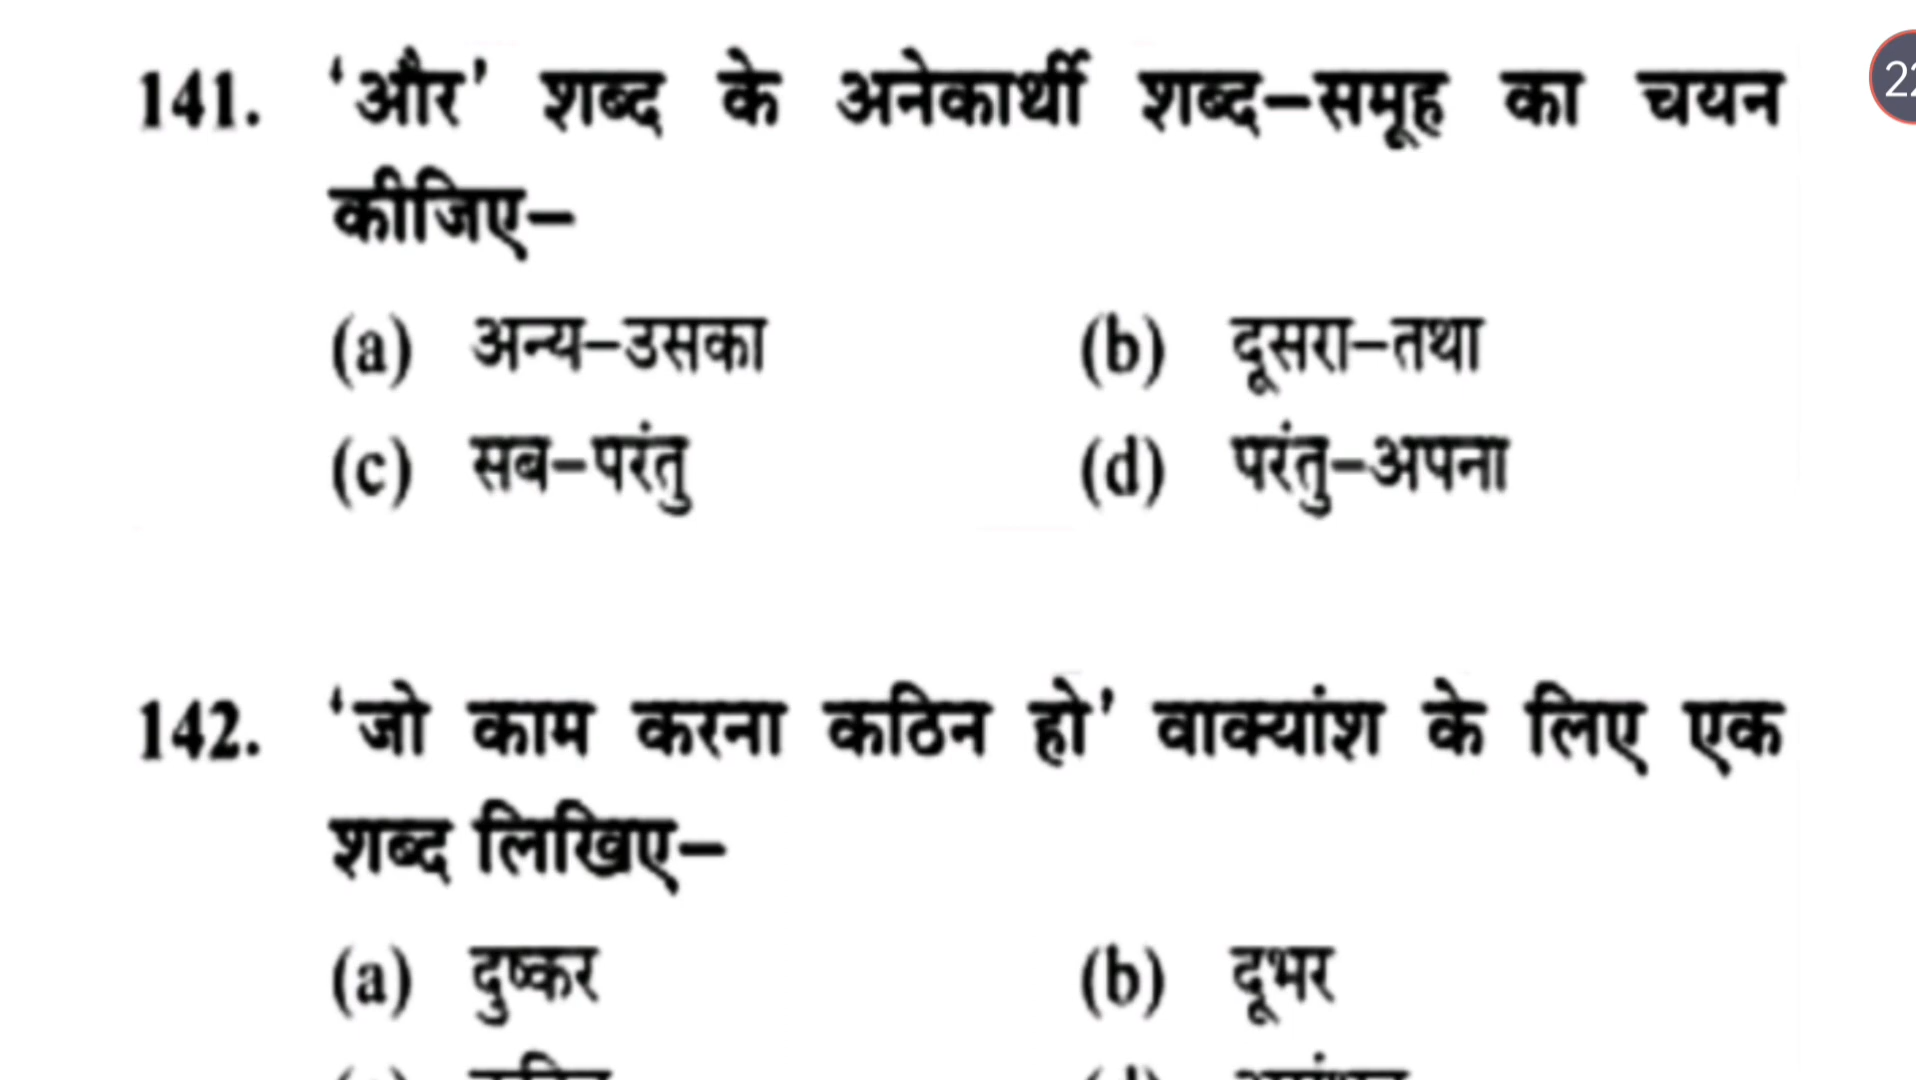 141. ‘और’ शब्द के अनेकार्थी शब्द–समूह का चयन
कीजिए–
(a) अन्य–उसका (b) दूसरा–तथा
(c) सब–परंतु (d) परंतु–अपना
142. ‘जो काम करना कठिन हो’ वाक्यांश के लिए एक
शब्द लिखिए–
(a) दुष्कर (b) दूभर